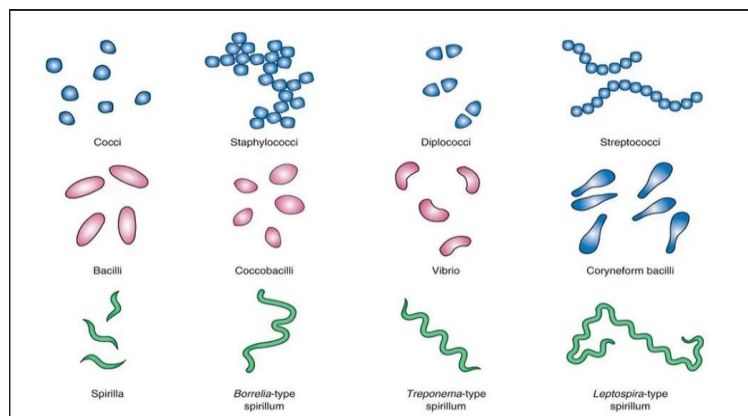 Cocci
Staphylococci
Diplococci
Streptococci
Bacilli
Coccobacilli
Vibrio
Coryneform bacilli
Spirilla
Borrelia-type
spirillum
Treponema-type
spirillum
Leptospira-type
spirillum